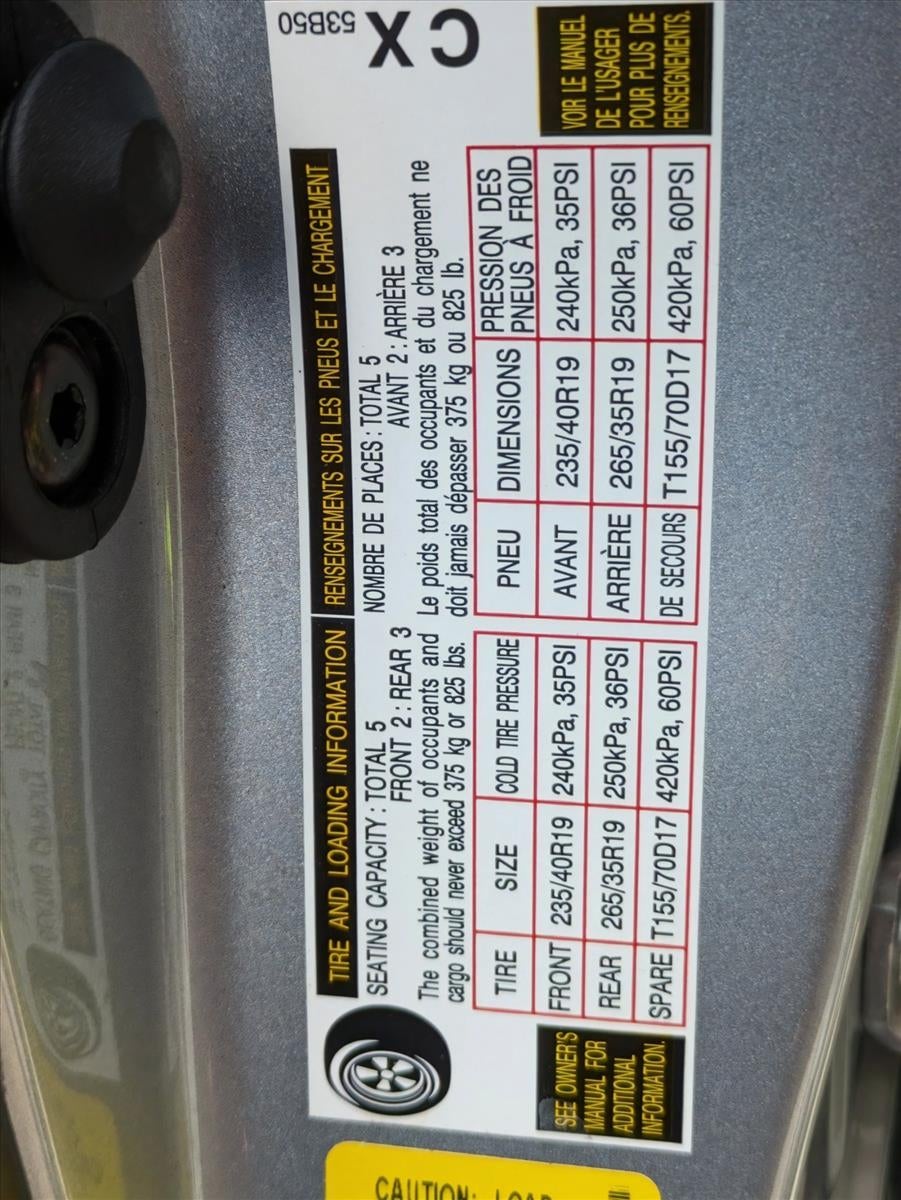 TIRE AND LOADING INFORMATION
SEATING CAPACITY : TOTAL 5
FRONT 2 : REAR 3
The combined weight of occupants and
cargo should never exceed 375 kg or 825 lbs.
TIRE SIZE COLD TIRE PRESSURE
FRONT 235/40R19 240kPa, 35PSI
REAR 265/35R19 250kPa, 36PSI
SPARE T155/70D17 420kPa, 60PSI
SEE OWNER'S
MANUAL FOR
ADDITIONAL
INFORMATION.
RENSEIGNEMENTS SUR LES PNEUS ET LE CHARGEMENT
NOMBRE DE PLACES : TOTAL 5
AVANT 2 : ARRIÈRE 3
Le poids total des occupants et du chargement ne
doit jamais dépasser 375 kg ou 825 lb.
PNEU DIMENSIONS PRESSION DES
PNEUS À FROID
AVANT 235/40R19 240kPa, 35PSI
ARRIÈRE 265/35R19 250kPa, 36PSI
DE SECOURS T155/70D17 420kPa, 60PSI
VOIR LE MANUEL
DE L'USAGER
POUR PLUS DE
RENSEIGNEMENTS.
53B50
CX
CAUTION: